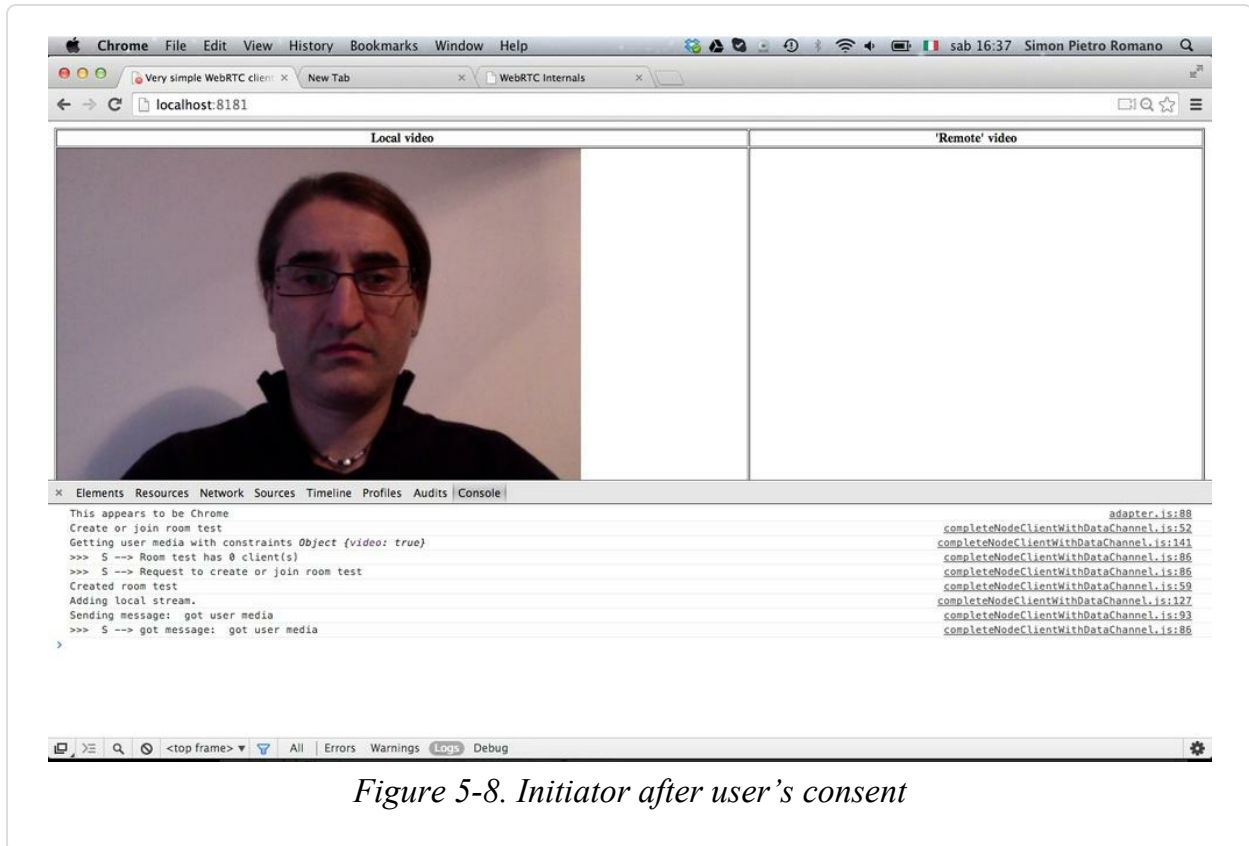 Chrome File Edit View History Bookmarks Window Help sab 16:37 Simon Pietro Romano
Very simple WebRTC client New Tab WebRTC Internals
localhost:8181
Local video 'Remote' video
Elements Resources Network Sources Timeline Profiles Audits Console
This appears to be Chrome adapter.js:88
Create or join room test completeNodeClientWithDataChannel.js:52
Getting user media with constraints Object {video: true} completeNodeClientWithDataChannel.js:141
>>> S --> Room test has 0 client(s) completeNodeClientWithDataChannel.js:86
>>> S --> Request to create or join room test completeNodeClientWithDataChannel.js:86
Created room test completeNodeClientWithDataChannel.js:59
Adding local stream. completeNodeClientWithDataChannel.js:127
Sending message: got user media completeNodeClientWithDataChannel.js:93
>>> S --> got message: got user media completeNodeClientWithDataChannel.js:86
<top frame> All Errors Warnings Logs Debug
Figure 5-8. Initiator after user’s consent